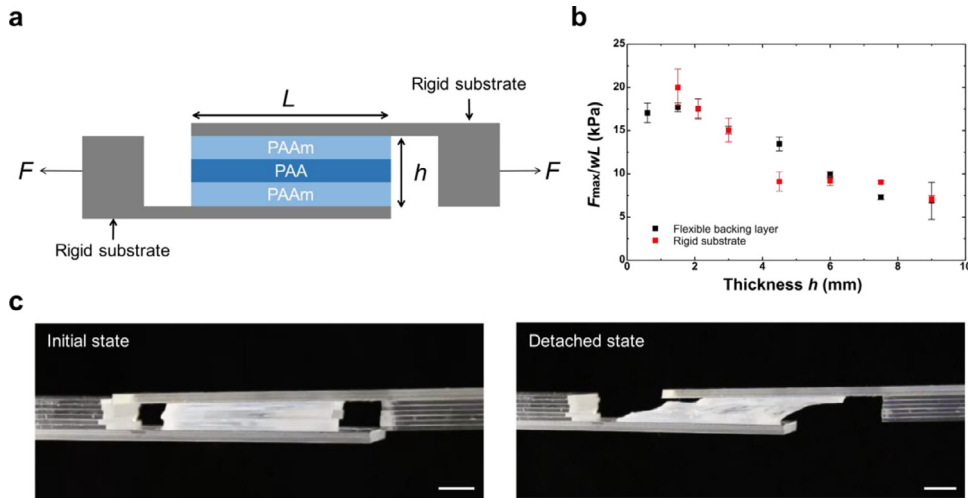 a
L
Rigid substrate
PAAm
F
PAA
h
F
PAAm
Rigid substrate
b
25
20
15
10
5
0
Fmax/wL (kPa)
Flexible backing layer
Rigid substrate
0 2 4 6 8 10
Thickness h (mm)
c
Initial state
Detached state